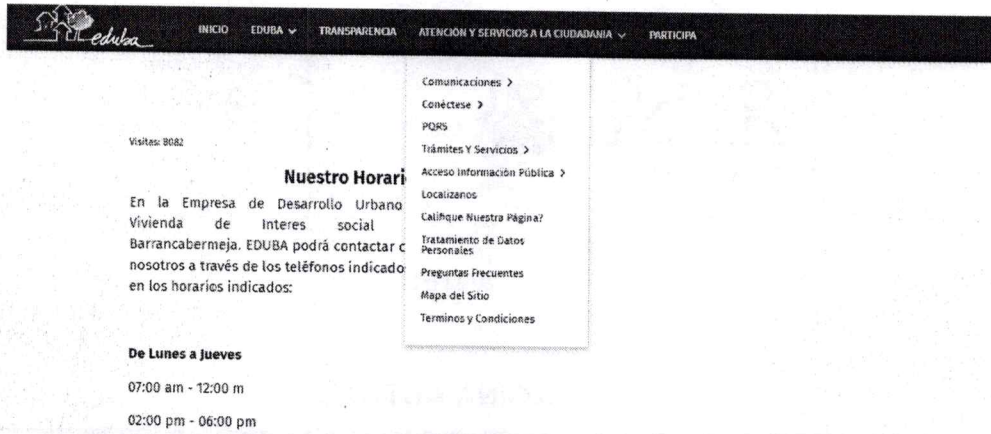 eduba
INICIO EDUBA TRANSPARENCIA ATENCIÓN Y SERVICIOS A LA CIUDADANIA PARTICIPA
Comunicaciones >
Conéctese >
PQRS
Trámites Y Servicios >
Acceso Información Pública >
Localizanos
Califique Nuestra Página?
Tratamiento de Datos
Personales
Preguntas Frecuentes
Mapa del Sitio
Terminos y Condiciones
Visitas: 8082
Nuestro Horari
En la Empresa de Desarrollo Urbano
Vivienda de Interes social
Barrancabermeja. EDUBA podrá contactar c
nosotros a través de los teléfonos indicado
en los horarios indicados:
De Lunes a Jueves
07:00 am - 12:00 m
02:00 pm - 06:00 pm